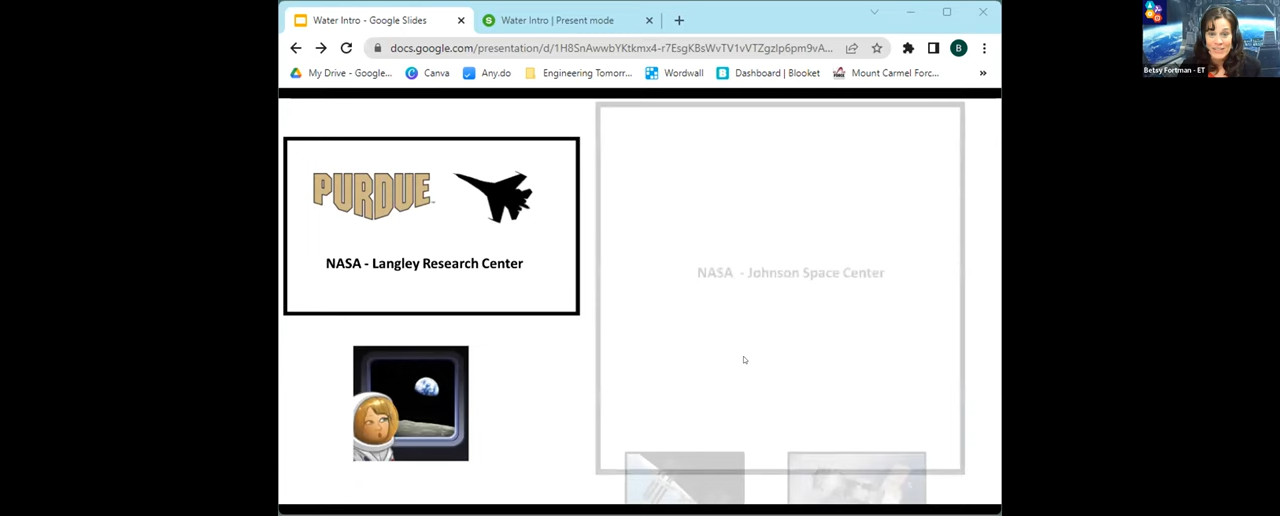 Water Intro - Google Slides
Water Intro | Present mode
docs.google.com/presentation/d/1H8SnAwwbYKtkmx4-r7EsgKBsWvTV1vVTZgzlp6pm9vA...
B
My Drive - Google...
Canva
Any.do
Engineering Tomorr...
Wordwall
Dashboard | Blooket
Mount Carmel Forc...
PURDUE
NASA - Langley Research Center
NASA - Johnson Space Center
Betsy Fortman - ET